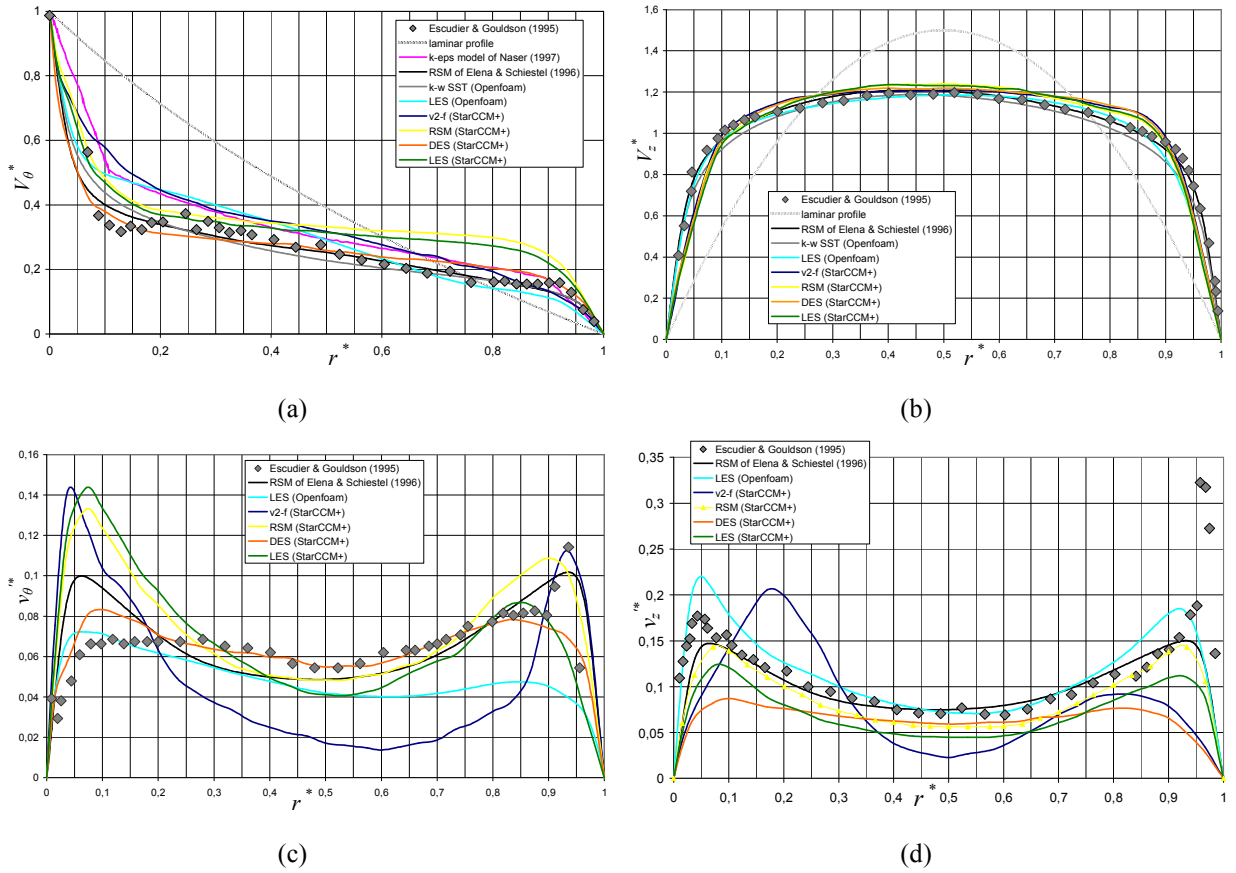 1
0,8
0,6
0,4
0,2
0
0
0,2
0,4
0,6
0,8
1
Vθ*
r*
Escudier & Gouldson (1995)
laminar profile
k-eps model of Naser (1997)
RSM of Elena & Schiestel (1996)
k-w SST (Openfoam)
LES (Openfoam)
v2-f (StarCCM+)
RSM (StarCCM+)
DES (StarCCM+)
LES (StarCCM+)
(a)
1,6
1,4
1,2
1
0,8
0,6
0,4
0,2
0
0
0,1
0,2
0,3
0,4
0,5
0,6
0,7
0,8
0,9
1
Vz*
r*
Escudier & Gouldson (1995)
laminar profile
RSM of Elena & Schiestel (1996)
k-w SST (Openfoam)
LES (Openfoam)
v2-f (StarCCM+)
RSM (StarCCM+)
DES (StarCCM+)
LES (StarCCM+)
(b)
0,16
0,14
0,12
0,1
0,08
0,06
0,04
0,02
0
0
0,1
0,2
0,3
0,4
0,5
0,6
0,7
0,8
0,9
1
vθ'*
r*
Escudier & Gouldson (1995)
RSM of Elena & Schiestel (1996)
LES (Openfoam)
v2-f (StarCCM+)
RSM (StarCCM+)
DES (StarCCM+)
LES (StarCCM+)
(c)
0,35
0,3
0,25
0,2
0,15
0,1
0,05
0
0
0,1
0,2
0,3
0,4
0,5
0,6
0,7
0,8
0,9
1
vz'*
r*
Escudier & Gouldson (1995)
RSM of Elena & Schiestel (1996)
LES (Openfoam)
v2-f (StarCCM+)
RSM (StarCCM+)
DES (StarCCM+)
LES (StarCCM+)
(d)